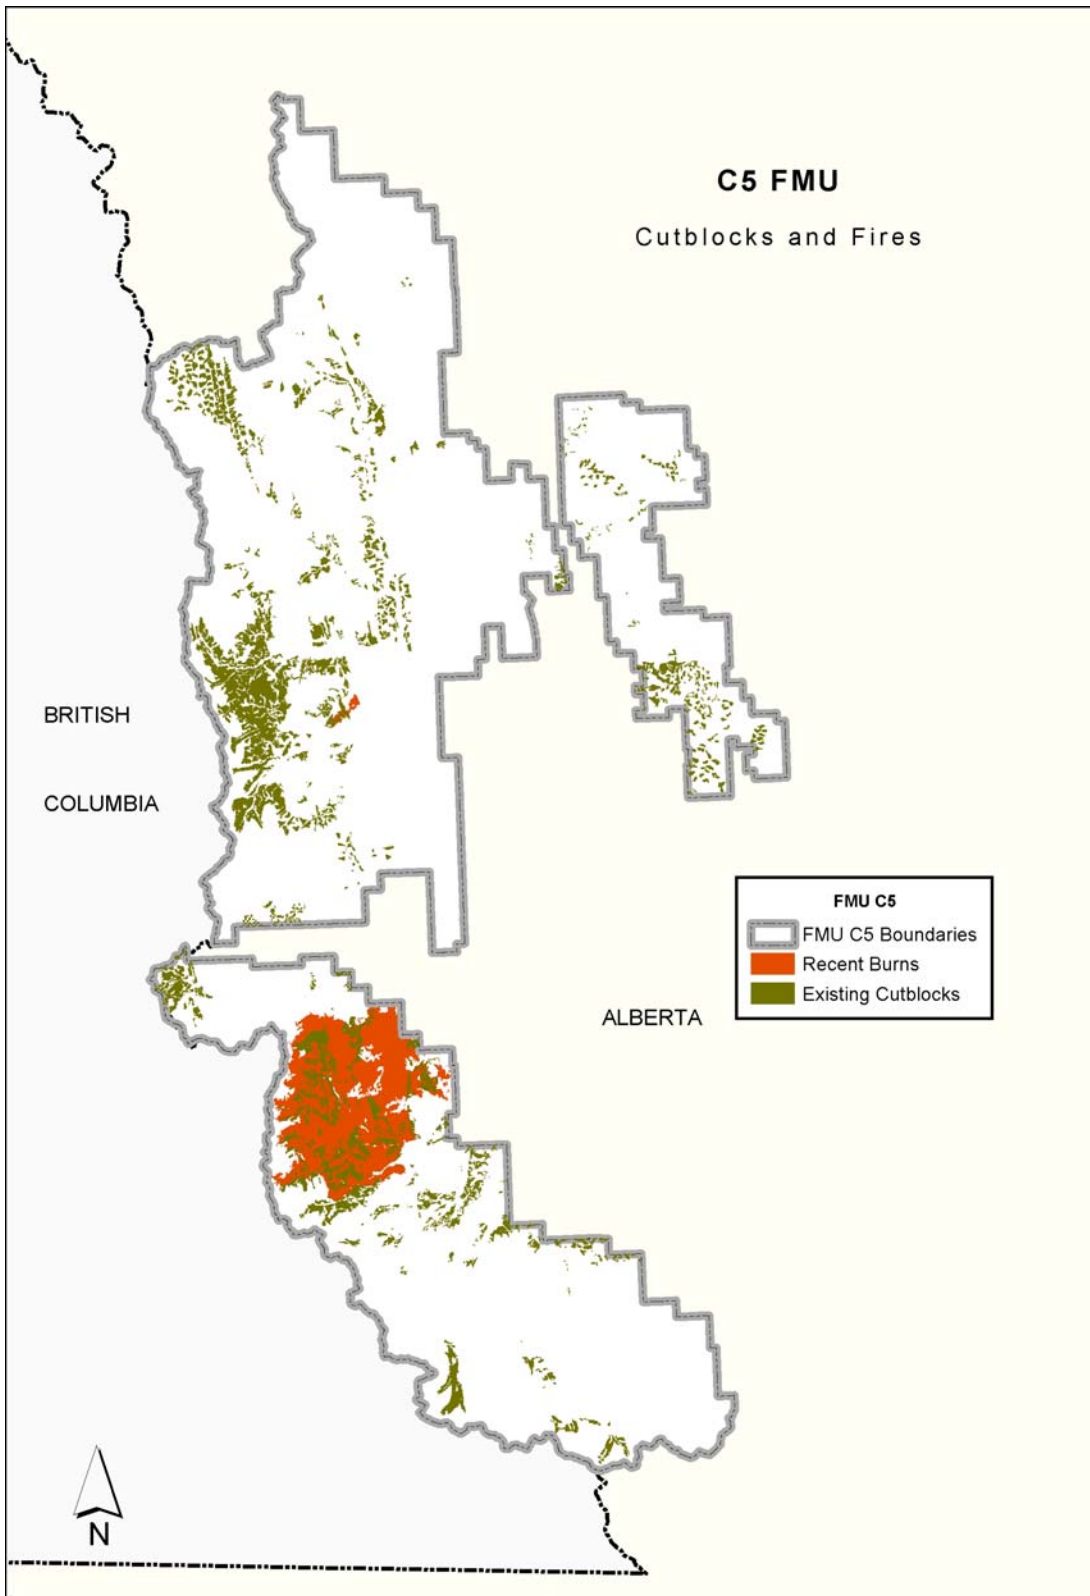 C5 FMU
Cutblocks and Fires
BRITISH
COLUMBIA
FMU C5
FMU C5 Boundaries
Recent Burns
Existing Cutblocks
ALBERTA
N